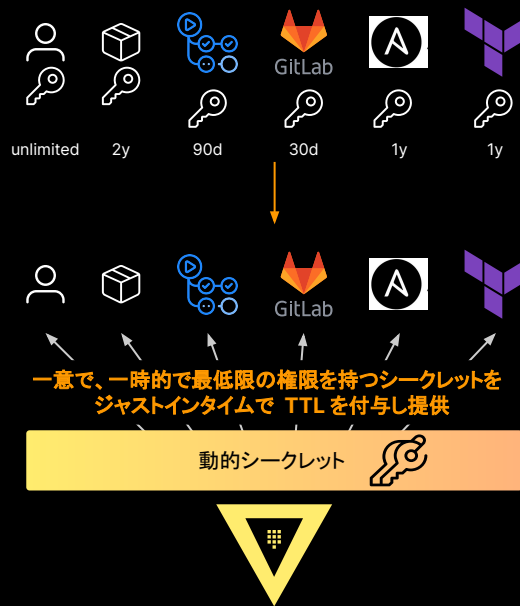 GitLab
unlimited 2y 90d 30d 1y 1y
GitLab
一意で、一時的で最低限の権限を持つシークレットを
ジャストインタイムで TTL を付与し提供
動的シークレット